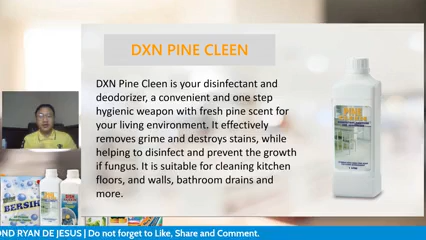 DXN PINE CLEEN
DXN Pine Cleen is your disinfectant and
deodorizer, a convenient and one step
hygienic weapon with fresh pine scent for
your living environment. It effectively
removes grime and destroys stains, while
helping to disinfect and prevent the growth
if fungus. It is suitable for cleaning kitchen
floors, and walls, bathroom drains and
more.
BERSIH
OND RYAN DE JESUS | Do not forget to Like, Share and Comment.